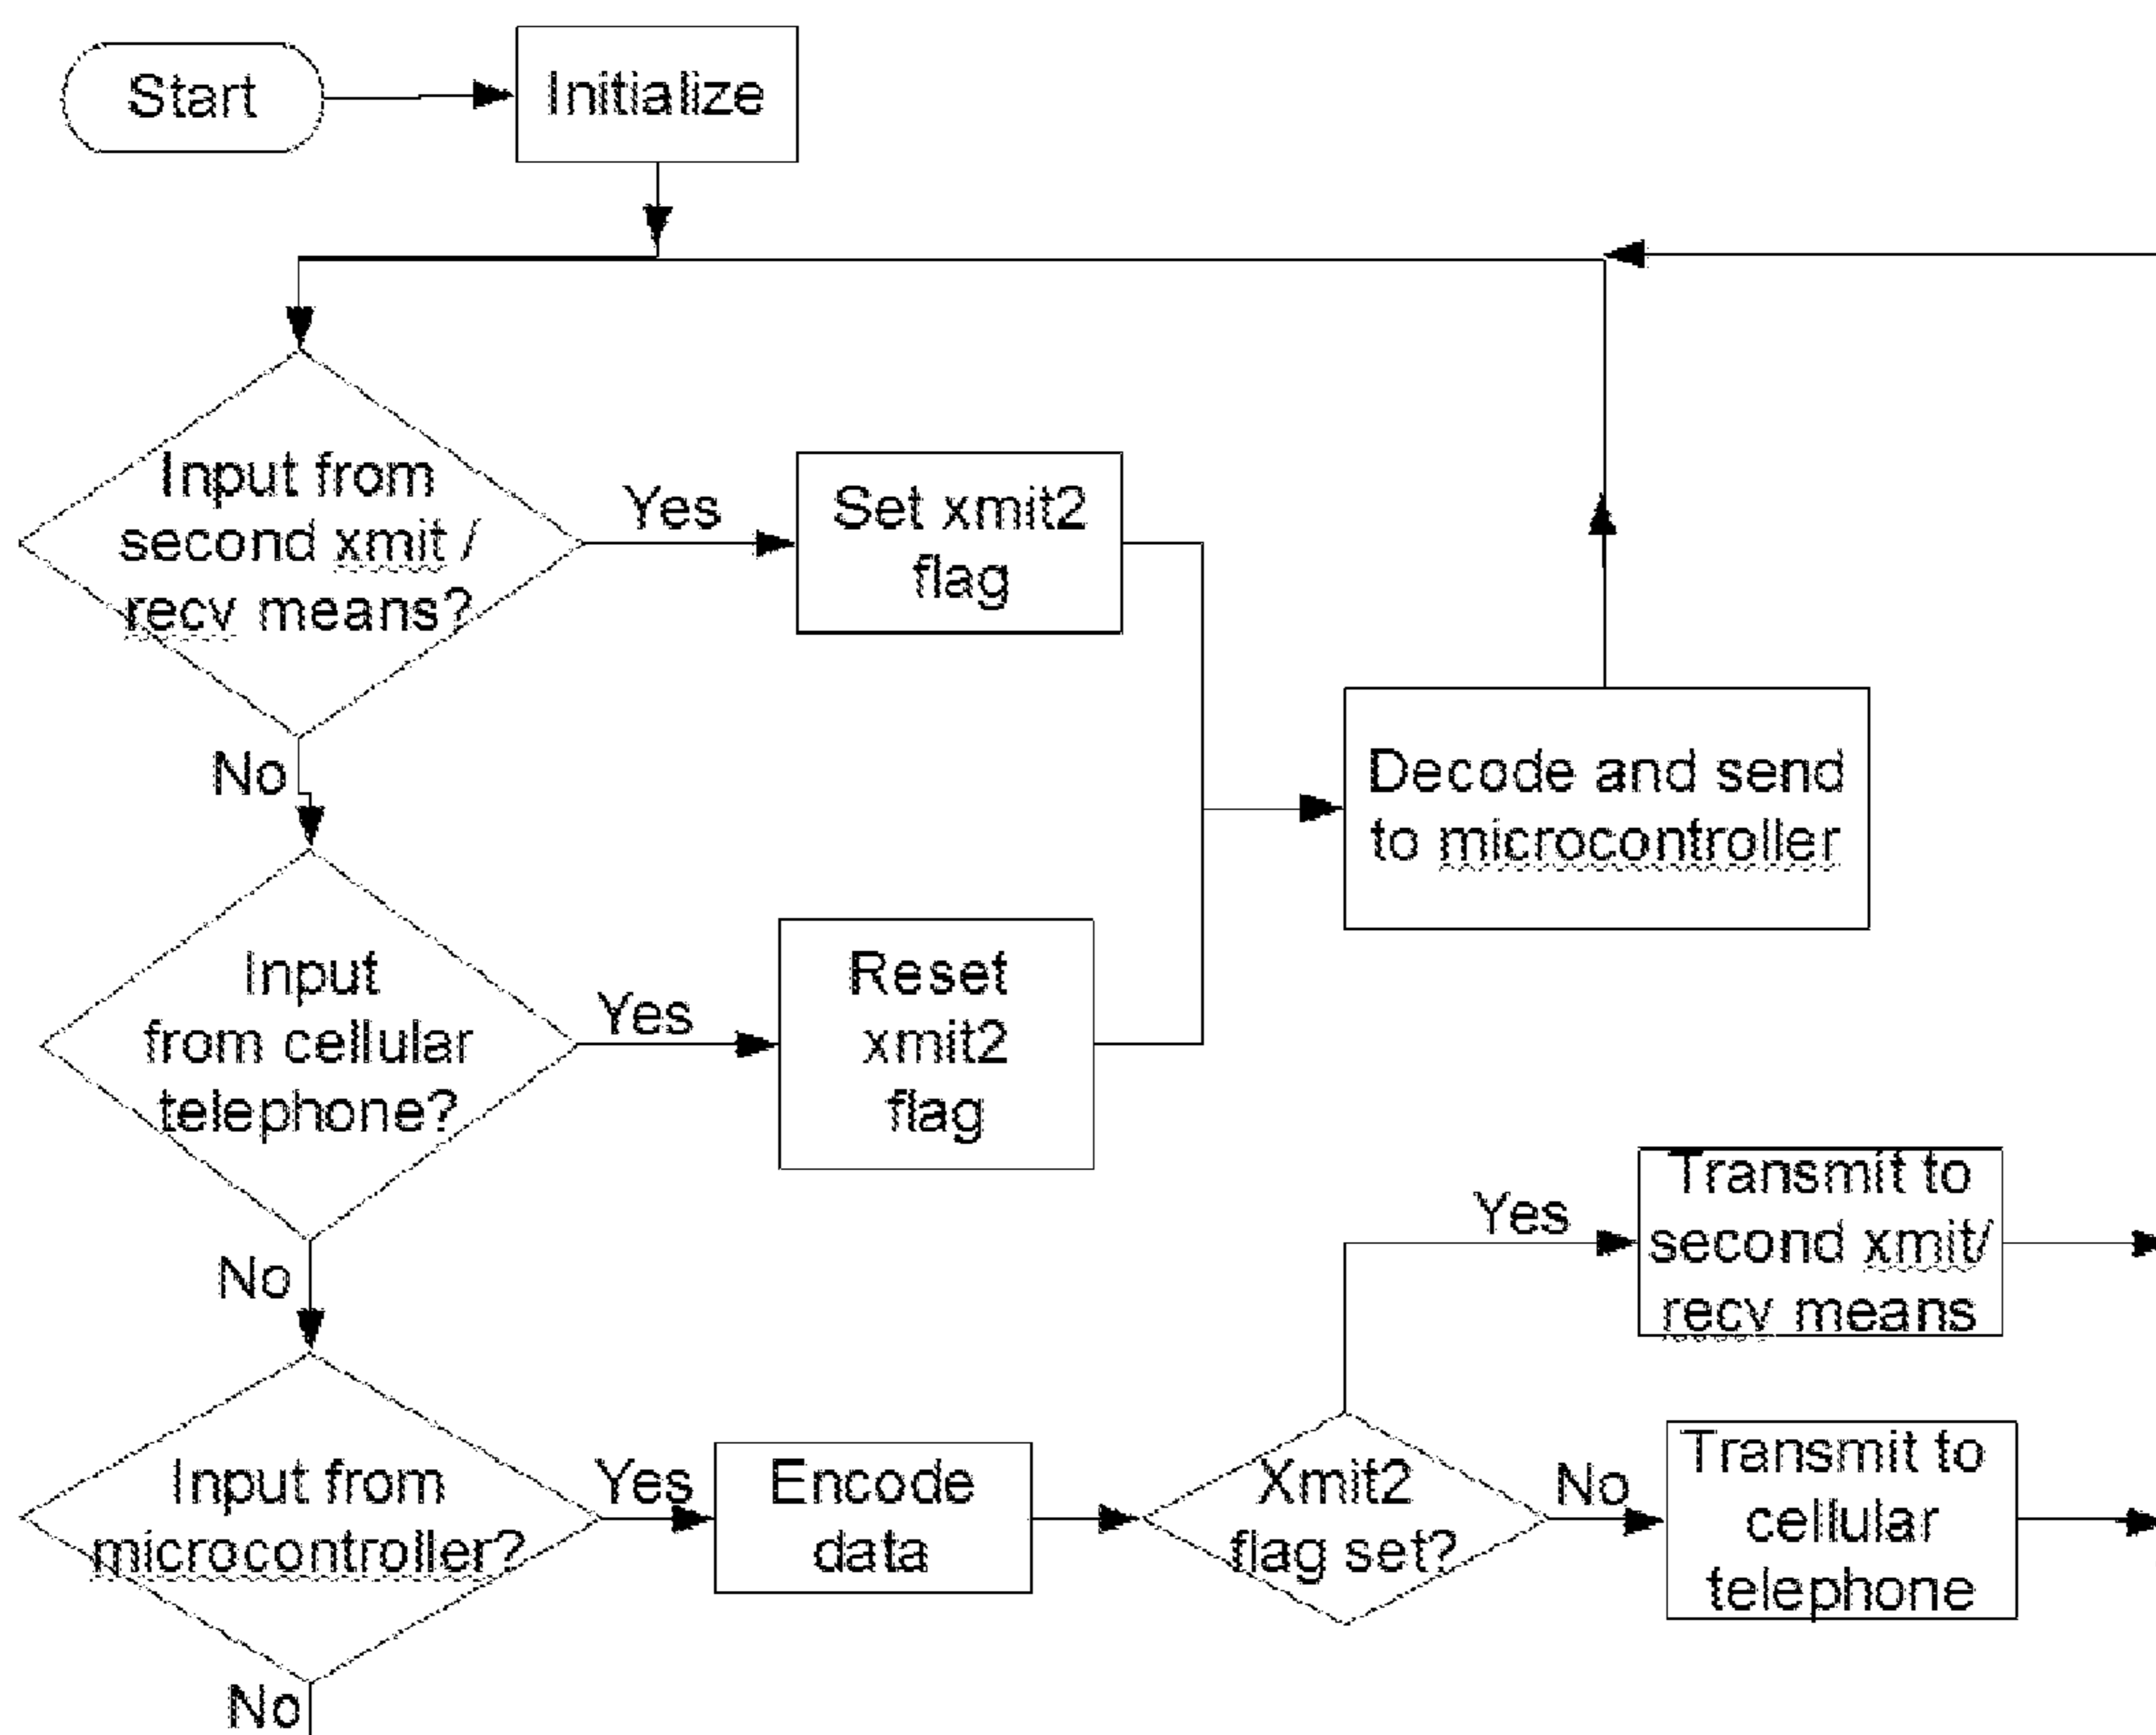 Start
Initialize
Input from
second xmit /
recv means?
Yes
Set xmit2
flag
No
Decode and send
to microcontroller
Input
from cellular
telephone?
Yes
Reset
xmit2
flag
No
Yes
Transmit to
second xmit/
recv means
Input from
microcontroller?
Yes
Encode
data
Xmit2
flag set?
No
Transmit to
cellular
telephone
No